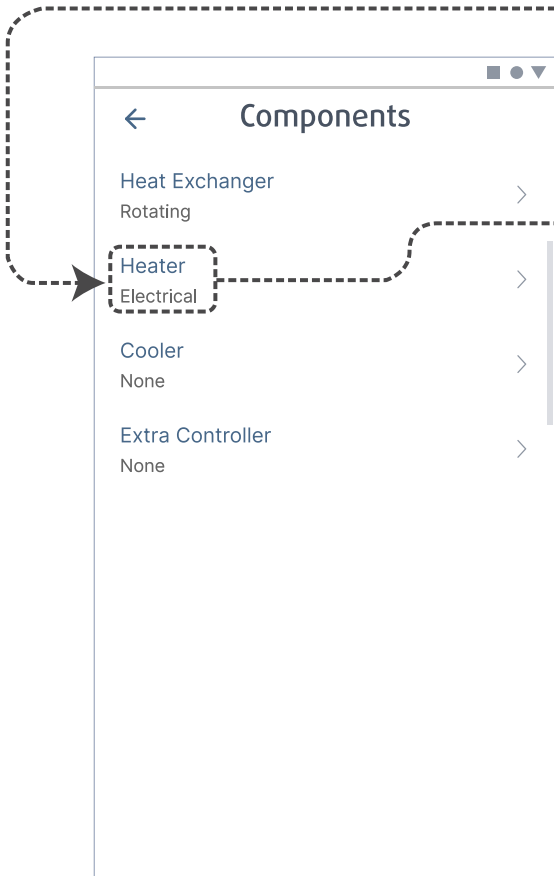 Components
Heat Exchanger
Rotating
Heater
Electrical
Cooler
None
Extra Controller
None